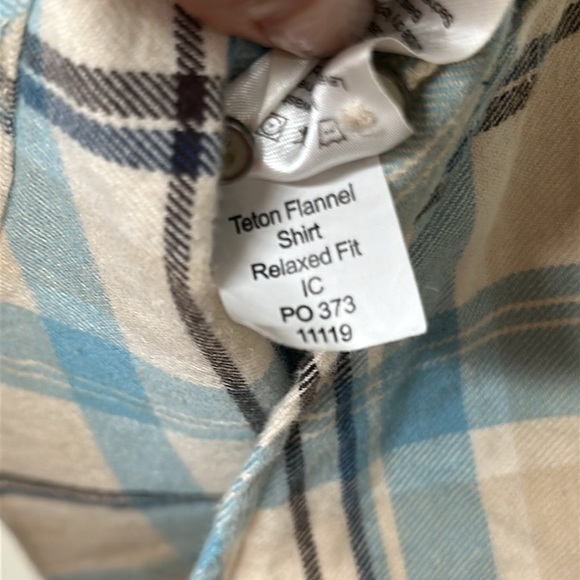 Teton Flannel
Shirt
Relaxed Fit
IC
PO 373
11119